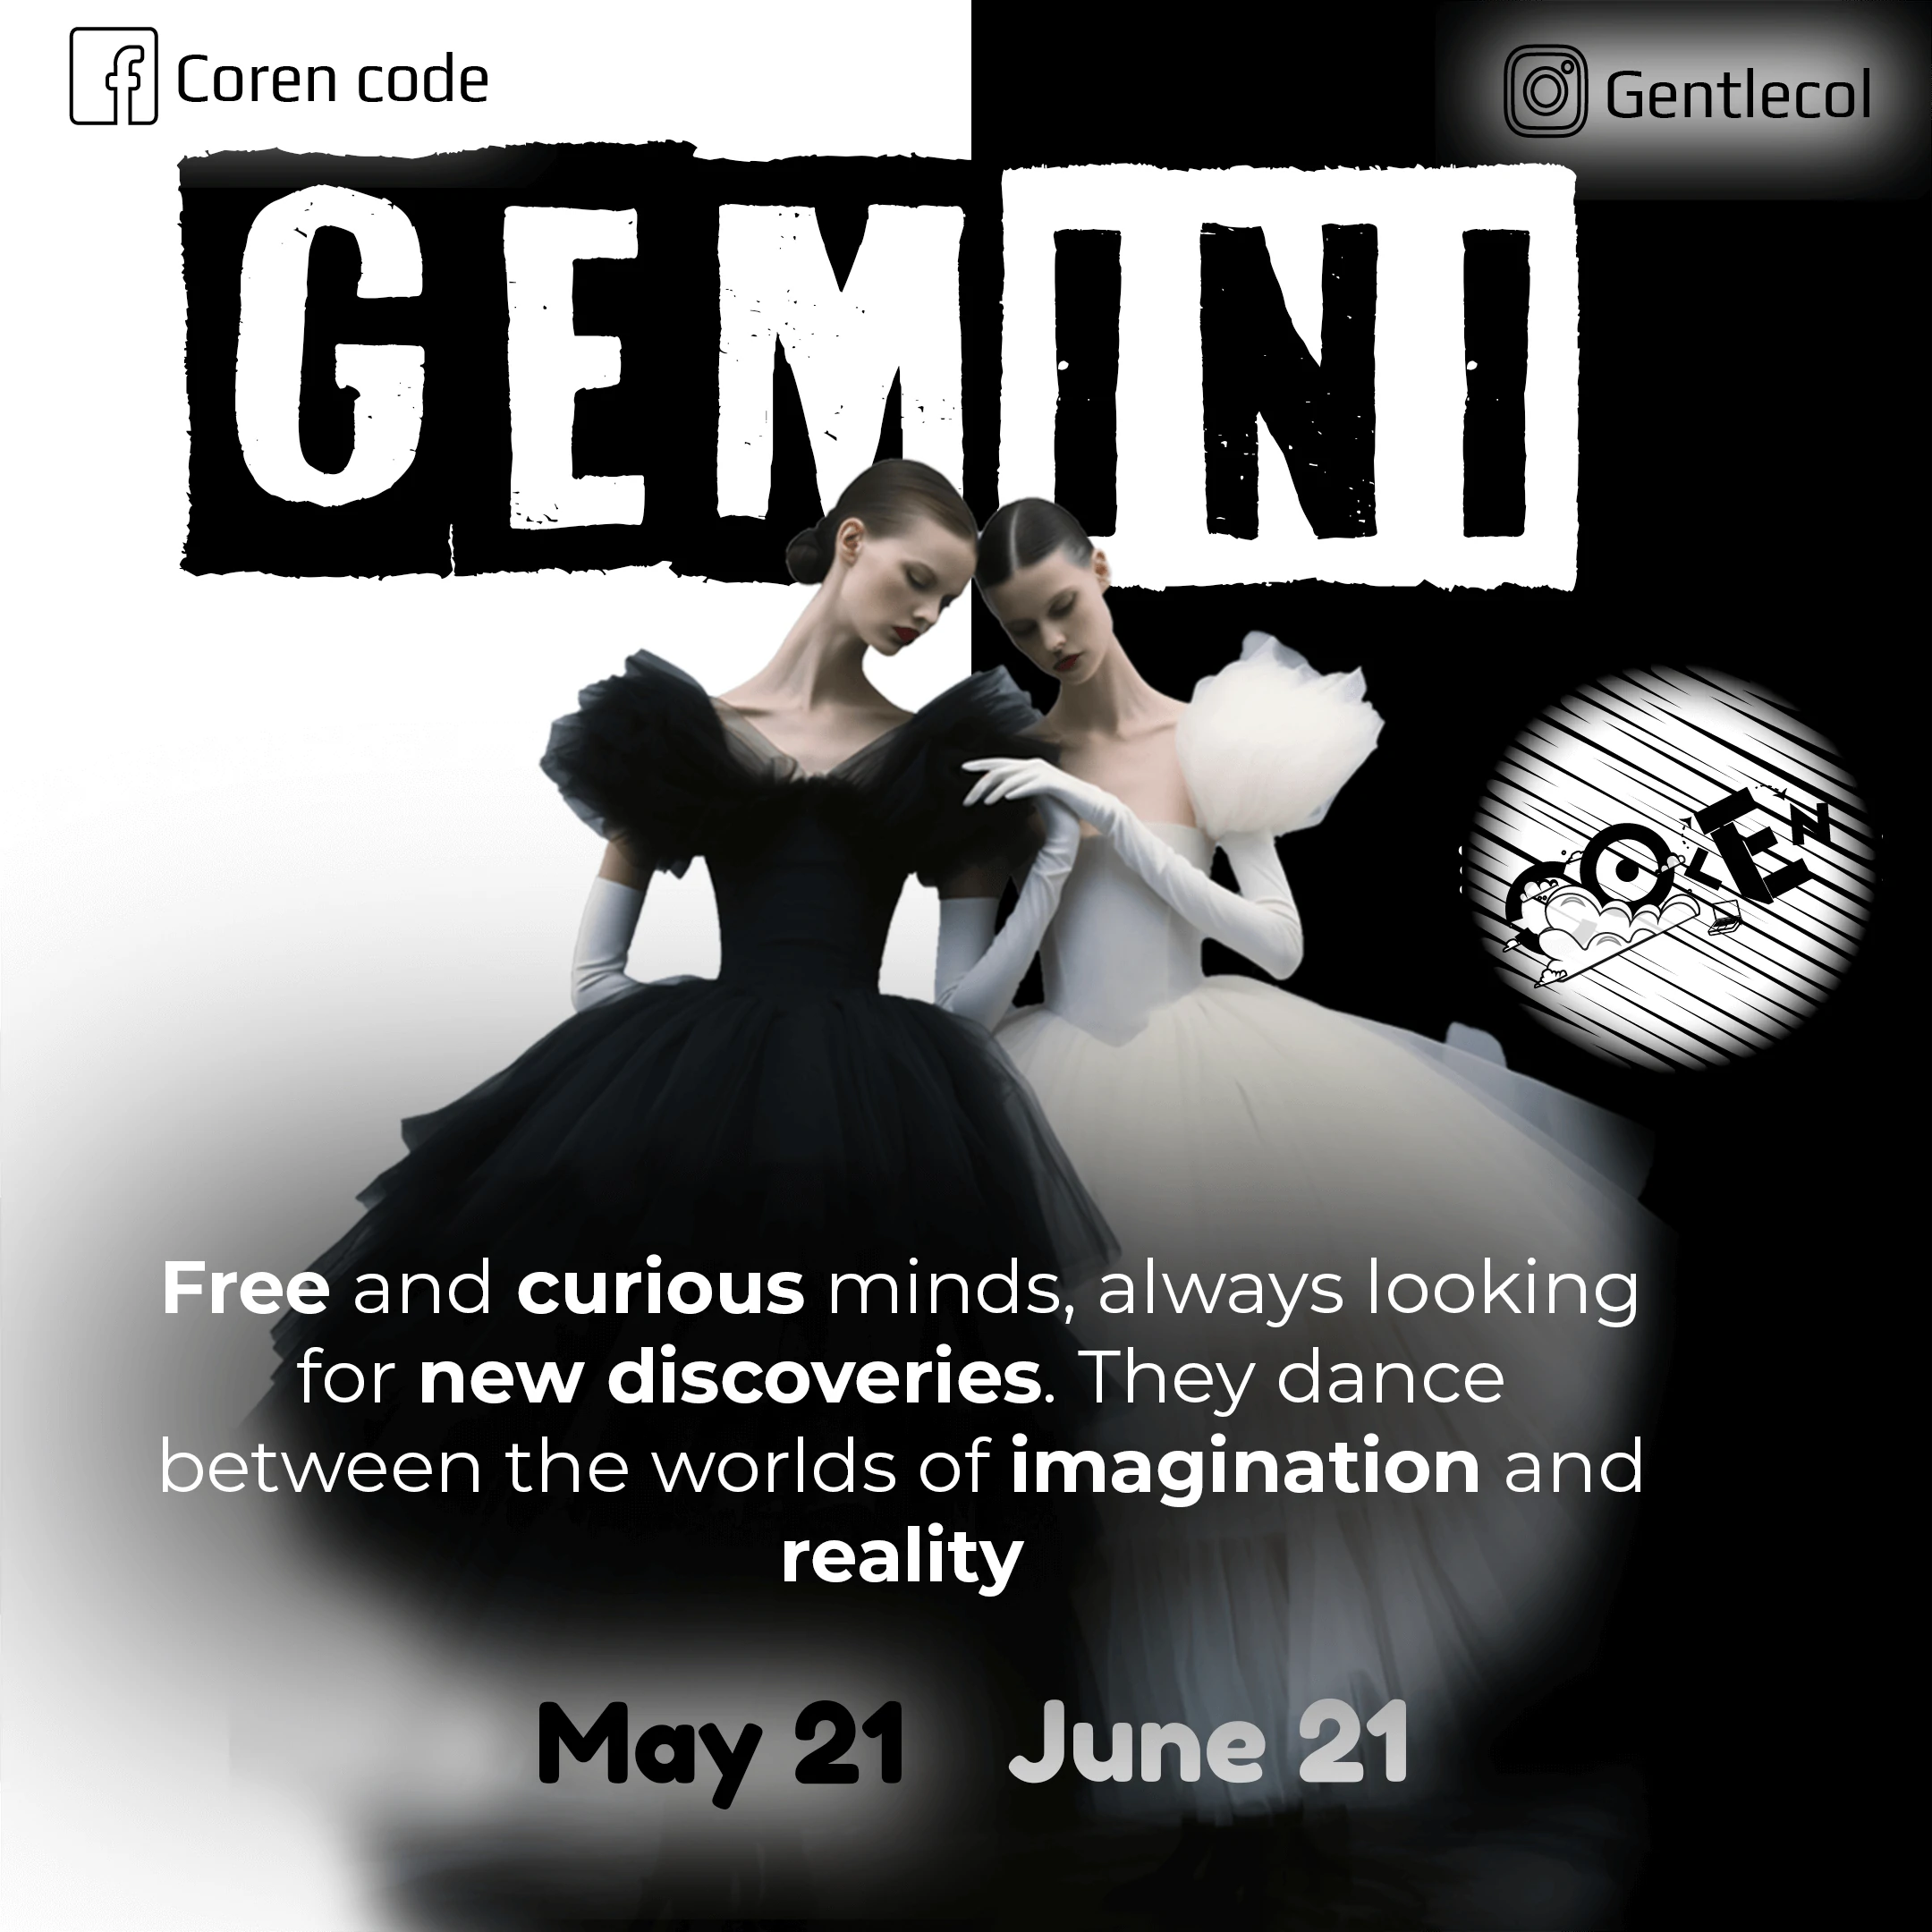 Coren code
Gentlecol
GEMINI
COLEN
Free and curious minds, always looking
for new discoveries. They dance
between the worlds of imagination and
reality
May 21 June 21